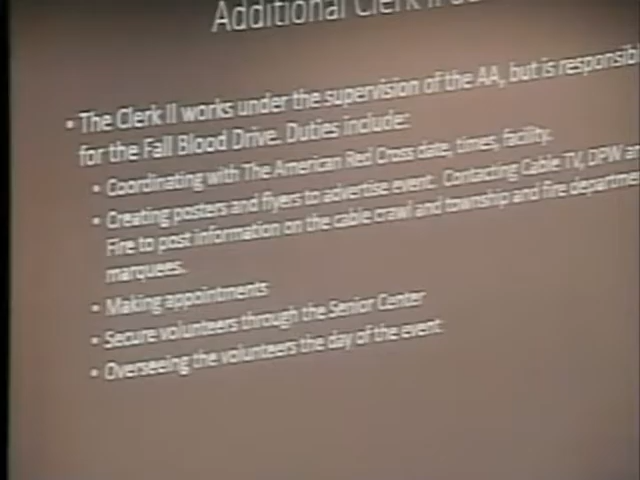 Additional Clerk II
• The Clerk II works under the supervision of the AA, but is
for the Fall Blood Drive. Duties include:
• Coordinating with The American Red Cross date, times, facility.
• Creating posters and flyers to advertise event. Contacting Cable TV, DPW
Fire to post information on the cable crawl and township and fire
marquees.
• Making appointments
• Secure volunteers through the Senior Center
• Overseeing the volunteers the day of the event